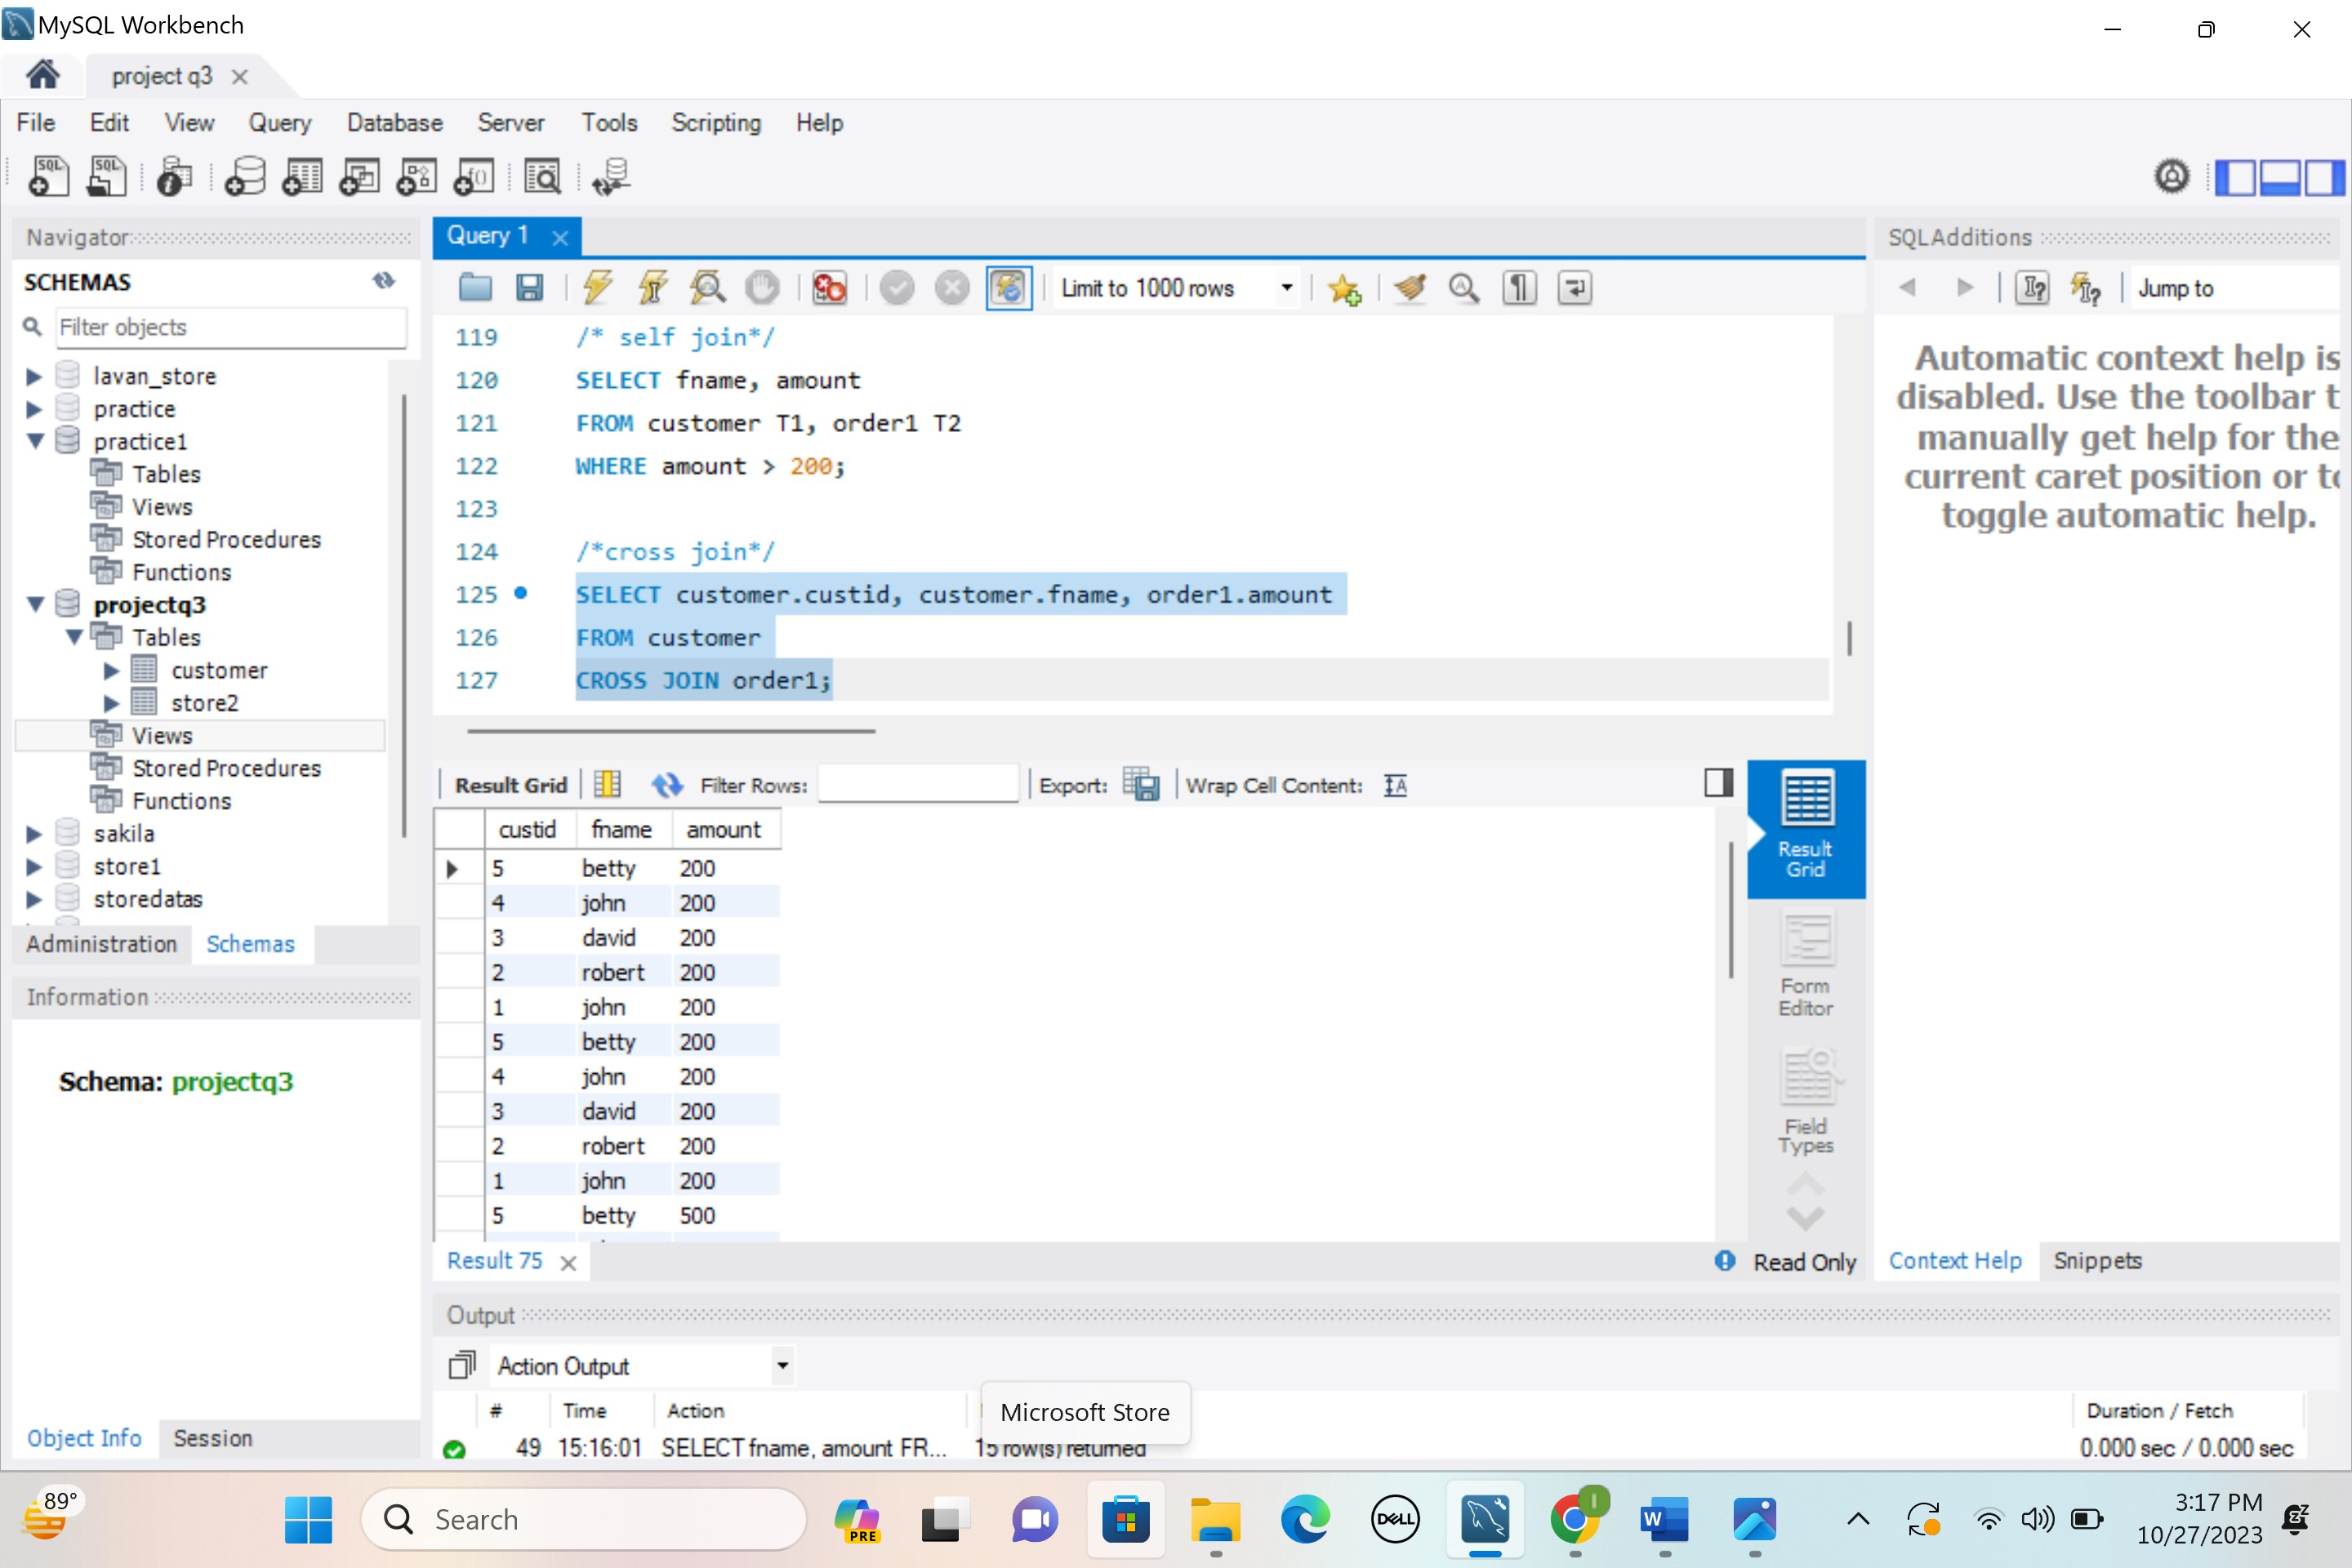 MySQL Workbench
project q3
File Edit View Query Database Server Tools Scripting Help
Navigator
SCHEMAS
Filter objects
lavan_store
practice
practice1
Tables
Views
Stored Procedures
Functions
projectq3
Tables
customer
store2
Views
Stored Procedures
Functions
sakila
store1
storedatas
Administration Schemas
Information
Schema: projectq3
Object Info Session
Query 1
Limit to 1000 rows
119 /* self join*/
120 SELECT fname, amount
121 FROM customer T1, order1 T2
122 WHERE amount > 200;
123
124 /*cross join*/
125 SELECT customer.custid, customer.fname, order1.amount
126 FROM customer
127 CROSS JOIN order1;
Result Grid Filter Rows: Export: Wrap Cell Content:
custid fname amount
5 betty 200
4 john 200
3 david 200
2 robert 200
1 john 200
5 betty 200
4 john 200
3 david 200
2 robert 200
1 john 200
5 betty 500
Result
Grid
Form
Editor
Field
Types
Result 75
Read Only
SQLAdditions
Jump to
Automatic context help is
disabled. Use the toolbar t
manually get help for the
current caret position or to
toggle automatic help.
Context Help Snippets
Output
Action Output
# Time Action Duration / Fetch
49 15:16:01 SELECT fname, amount FR... 15 row(s) returned 0.000 sec / 0.000 sec
Microsoft Store
89°
Search
PRE
DELL
3:17 PM
10/27/2023